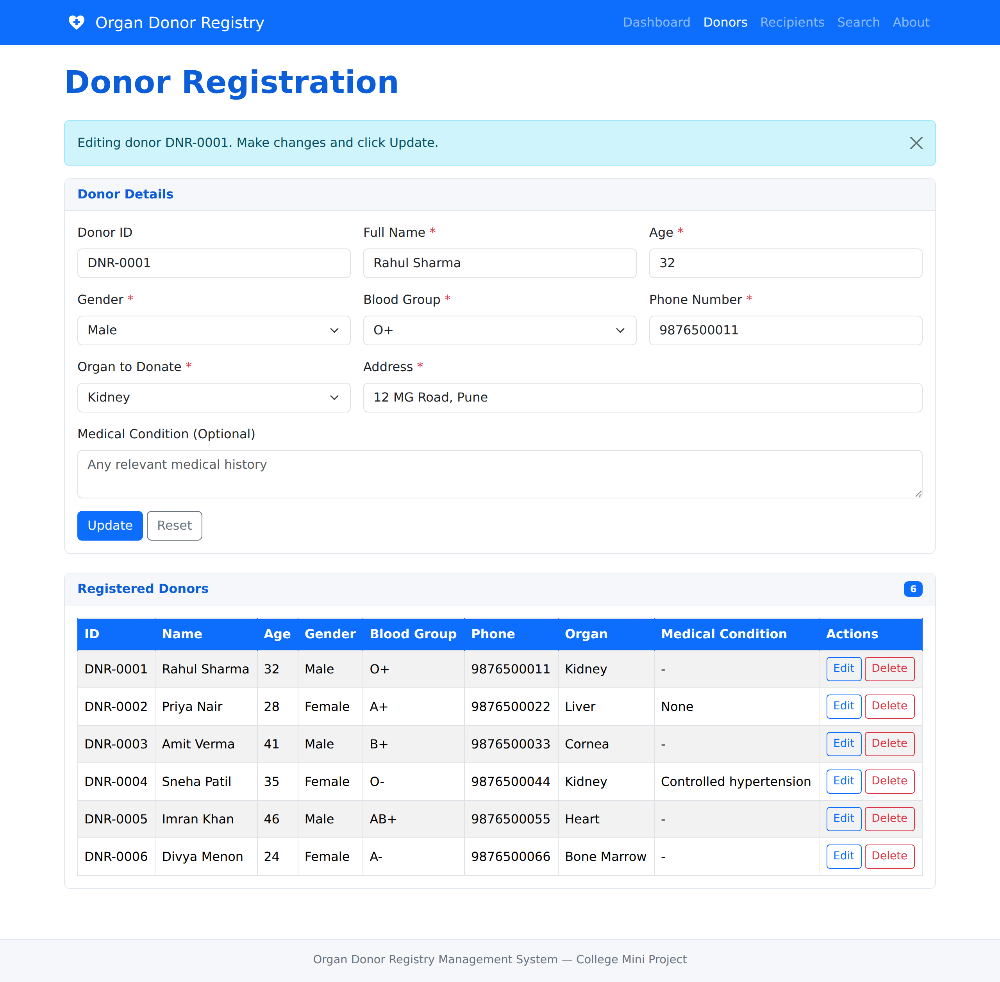 Organ Donor Registry
Dashboard Donors Recipients Search About
Donor Registration
Editing donor DNR-0001. Make changes and click Update.
Donor Details
Donor ID Full Name * Age *
DNR-0001 Rahul Sharma 32
Gender * Blood Group * Phone Number *
Male O+ 9876500011
Organ to Donate * Address *
Kidney 12 MG Road, Pune
Medical Condition (Optional)
Any relevant medical history
Update Reset
Registered Donors 6
ID Name Age Gender Blood Group Phone Organ Medical Condition Actions
DNR-0001 Rahul Sharma 32 Male O+ 9876500011 Kidney - Edit Delete
DNR-0002 Priya Nair 28 Female A+ 9876500022 Liver None Edit Delete
DNR-0003 Amit Verma 41 Male B+ 9876500033 Cornea - Edit Delete
DNR-0004 Sneha Patil 35 Female O- 9876500044 Kidney Controlled hypertension Edit Delete
DNR-0005 Imran Khan 46 Male AB+ 9876500055 Heart - Edit Delete
DNR-0006 Divya Menon 24 Female A- 9876500066 Bone Marrow - Edit Delete
Organ Donor Registry Management System — College Mini Project